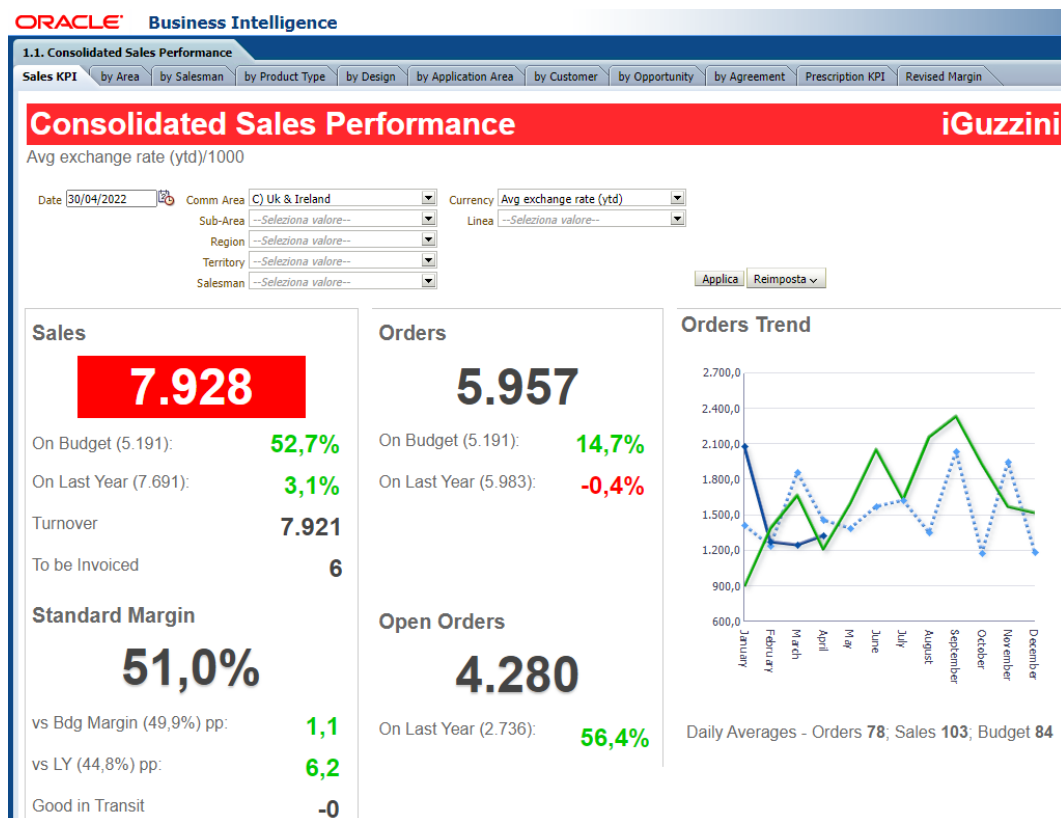 ORACLE Business Intelligence
1.1. Consolidated Sales Performance
Sales KPI by Area by Salesman by Product Type by Design by Application Area by Customer by Opportunity by Agreement Prescription KPI Revised Margin
Consolidated Sales Performance iGuzzini
Avg exchange rate (ytd)/1000
Date 30/04/2022 Comm Area C) Uk & Ireland Currency Avg exchange rate (ytd)
Sub-Area --Seleziona valore-- Linea --Seleziona valore--
Region --Seleziona valore--
Territory --Seleziona valore--
Salesman --Seleziona valore-- Applica Reimposta
Sales
7.928
On Budget (5.191): 52,7%
On Last Year (7.691): 3,1%
Turnover 7.921
To be Invoiced 6
Standard Margin
51,0%
vs Bdg Margin (49,9%) pp: 1,1
vs LY (44,8%) pp: 6,2
Good in Transit -0
Orders
5.957
On Budget (5.191): 14,7%
On Last Year (5.983): -0,4%
Open Orders
4.280
On Last Year (2.736): 56,4%
Orders Trend
2.700,0
2.400,0
2.100,0
1.800,0
1.500,0
1.200,0
900,0
600,0
January February March April May June July August September October November December
Daily Averages - Orders 78; Sales 103; Budget 84